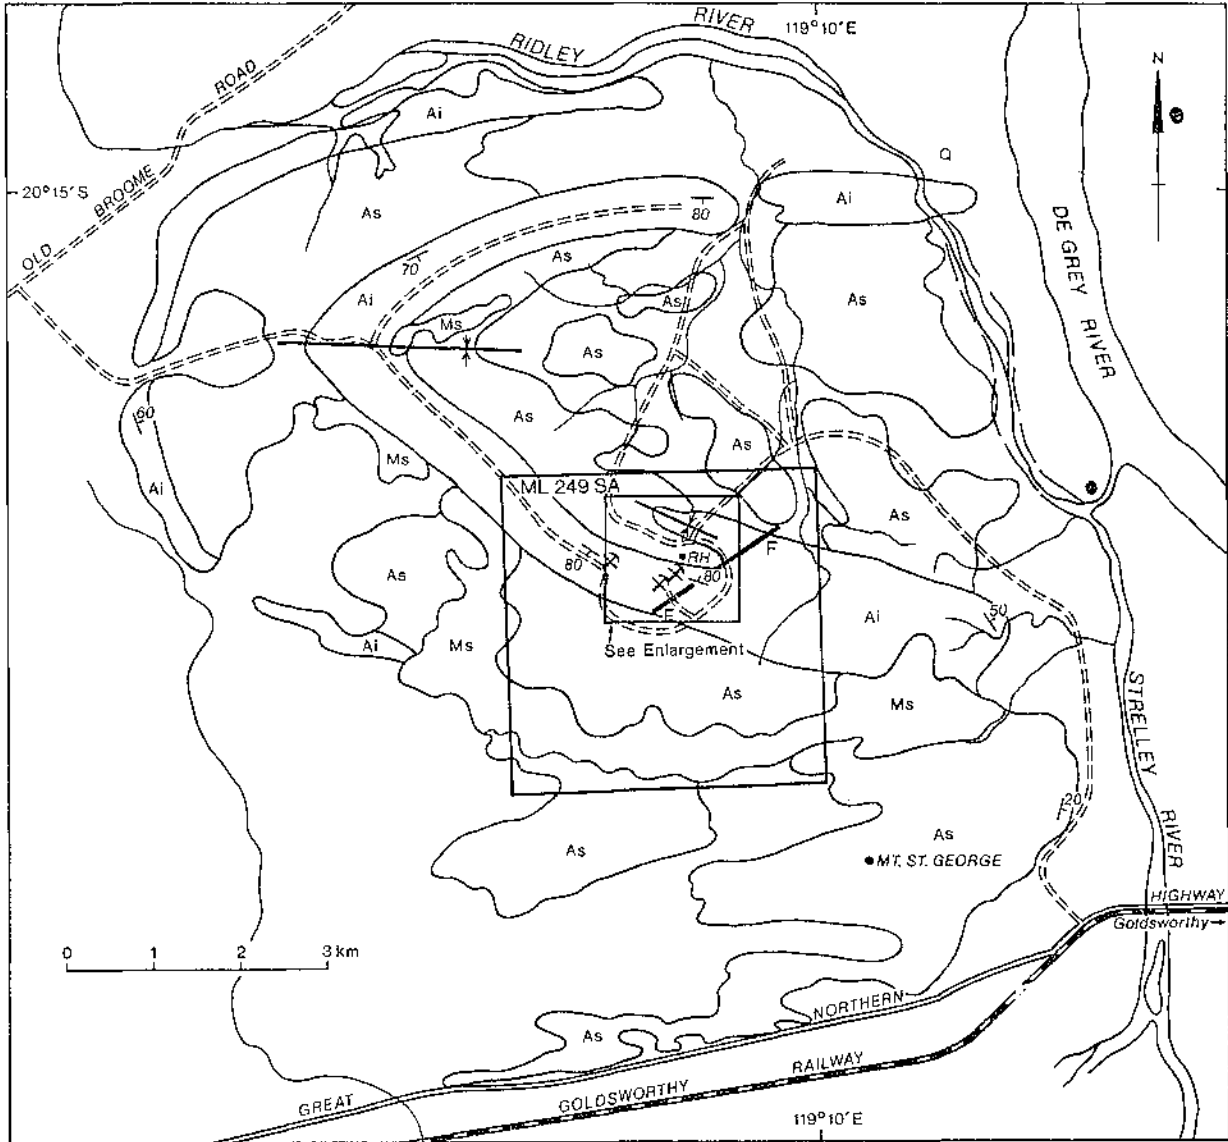 RIVER
119°10'E
RIDLEY
N
ROAD
Ai
Q
BROOME
20°15'S
Ai
80
As
DE GREY RIVER
OLD
As
70
Ai
As
As
Ms
As
60
As
As
Ms
Ai
ML 249 SA
As
F
80
RH
As
80
F
Ai
50
Ai
Ms
See Enlargement
As
Ms
STRELLEY RIVER
20
As
As
MT. ST. GEORGE
HIGHWAY
Goldsworthy→
0 1 2 3 km
NORTHERN
As
RAILWAY
GOLDSWORTHY
GREAT
119°10'E